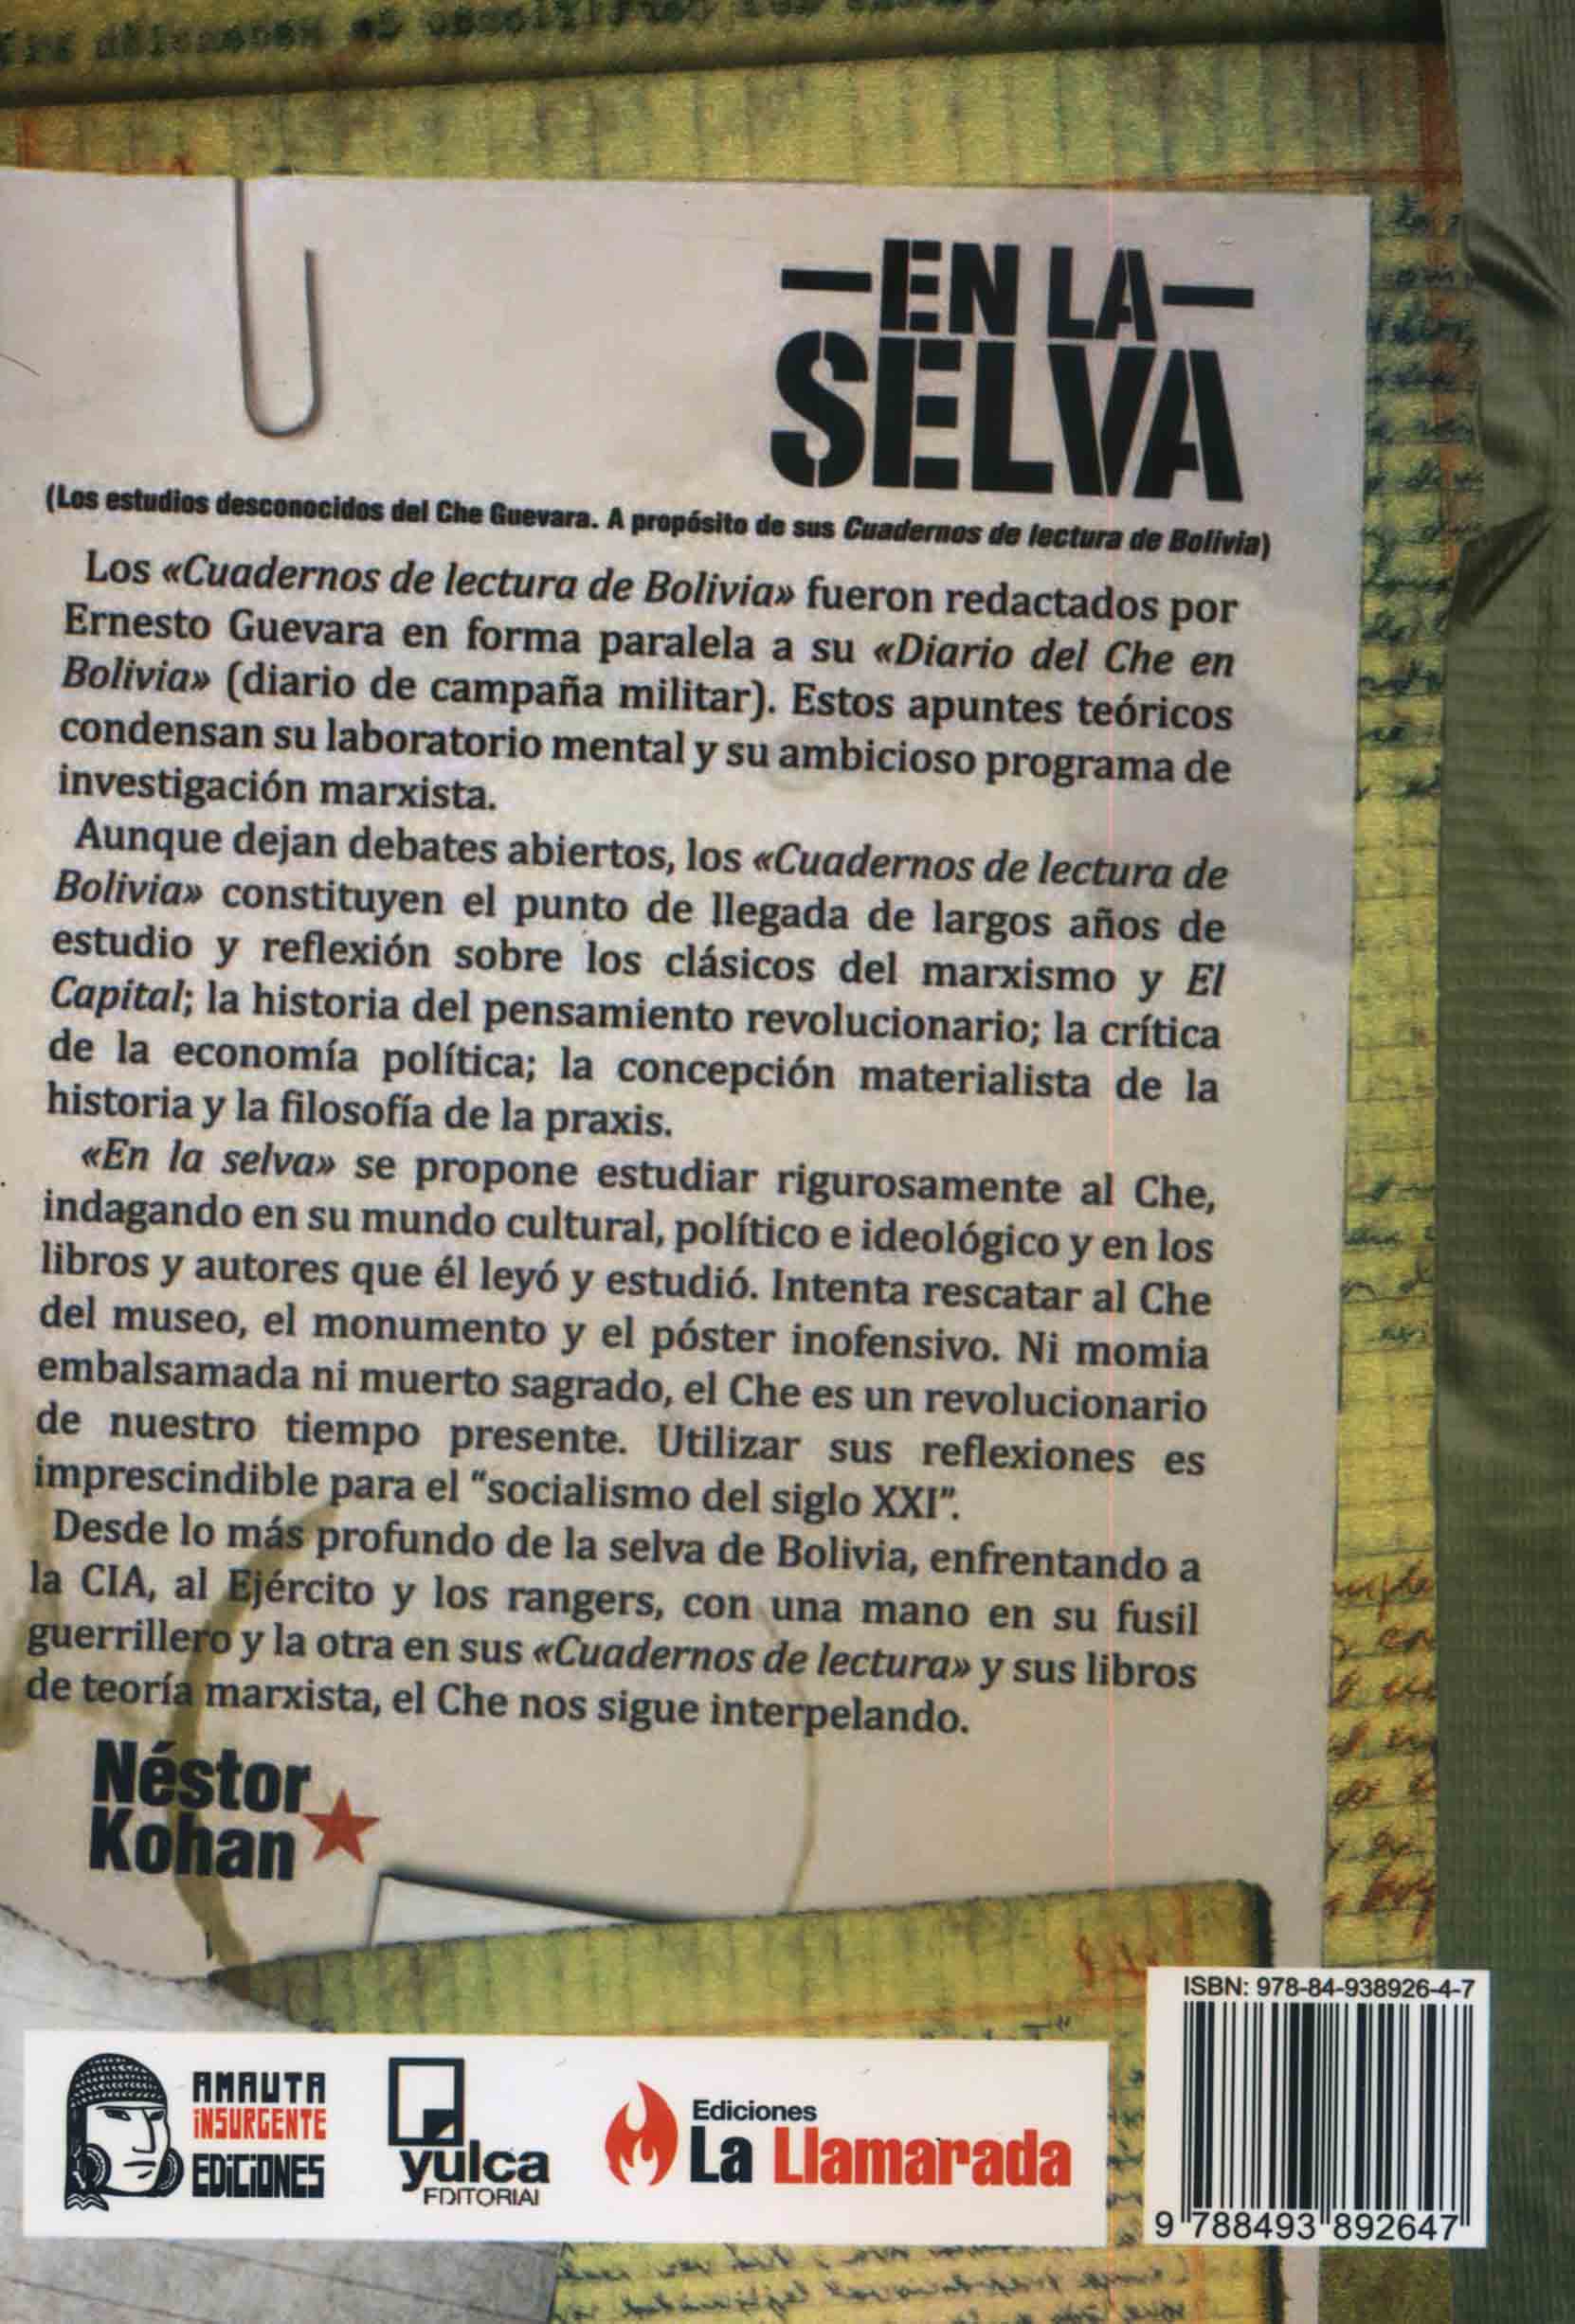 —EN LA—
SELVA
(Los estudios desconocidos del Che Guevara. A propósito de sus Cuadernos de lectura de Bolivia)
Los «Cuadernos de lectura de Bolivia» fueron redactados por
Ernesto Guevara en forma paralela a su «Diario del Che en
Bolivia» (diario de campaña militar). Estos apuntes teóricos
condensan su laboratorio mental y su ambicioso programa de
investigación marxista.
Aunque dejan debates abiertos, los «Cuadernos de lectura de
Bolivia» constituyen el punto de llegada de largos años de
estudio y reflexión sobre los clásicos del marxismo y El
Capital; la historia del pensamiento revolucionario; la crítica
de la economía política; la concepción materialista de la
historia y la filosofía de la praxis.
«En la selva» se propone estudiar rigurosamente al Che,
indagando en su mundo cultural, político e ideológico y en los
libros y autores que él leyó y estudió. Intenta rescatar al Che
del museo, el monumento y el póster inofensivo. Ni momia
embalsamada ni muerto sagrado, el Che es un revolucionario
de nuestro tiempo presente. Utilizar sus reflexiones es
imprescindible para el "socialismo del siglo XXI".
Desde lo más profundo de la selva de Bolivia, enfrentando a
la CIA, al Ejército y los rangers, con una mano en su fusil
guerrillero y la otra en sus «Cuadernos de lectura» y sus libros
de teoría marxista, el Che nos sigue interpelando.
Néstor
Kohan
ISBN: 978-84-938926-4-7
9 788493 892647
AMAUTA
INSURGENTE
EDICIONES
yulca
EDITORIAL
Ediciones
La Llamarada